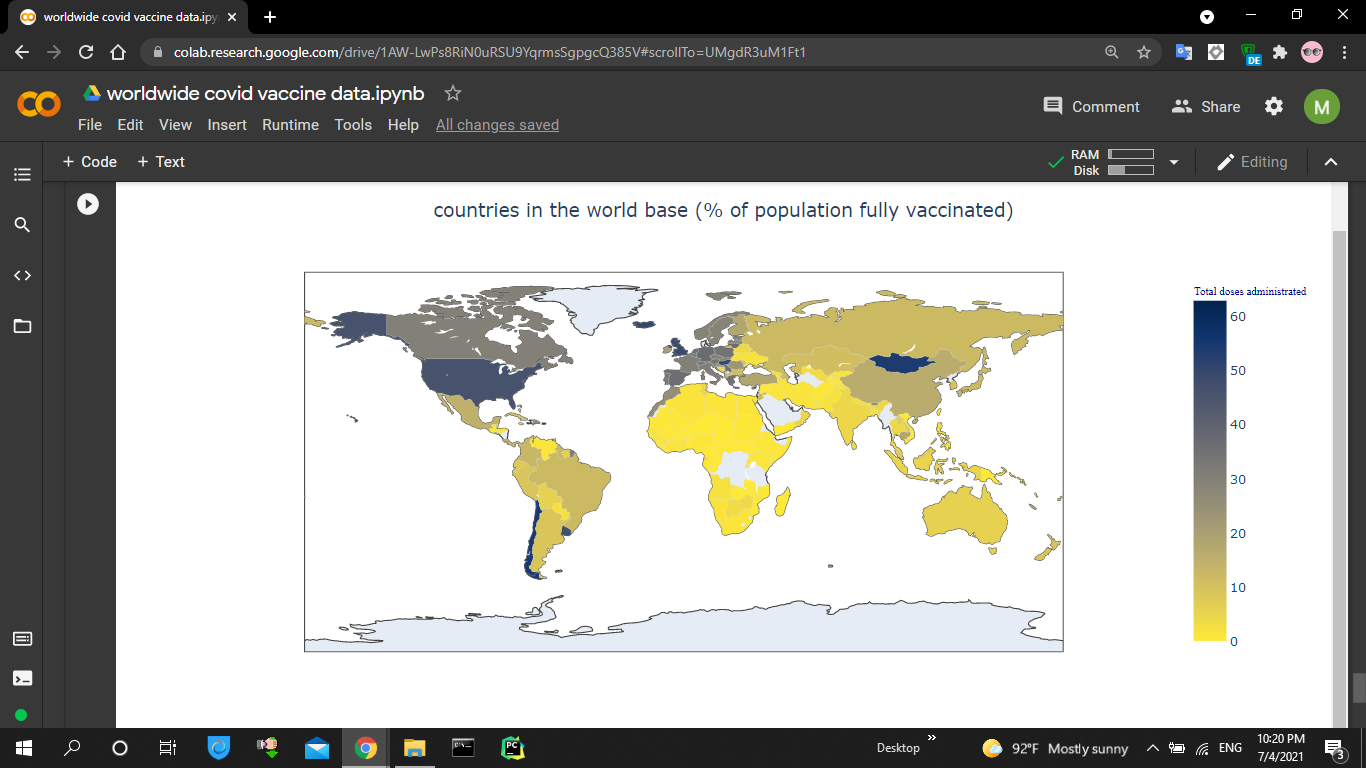 worldwide covid vaccine data.ipy
colab.research.google.com/drive/1AW-LwPs8RiN0uRSU9YqrmsSgpgcQ385V#scrollTo=UMgdR3uM1Ft1
DE
worldwide covid vaccine data.ipynb
Comment
Share
M
File Edit View Insert Runtime Tools Help All changes saved
+ Code + Text
RAM
Disk
Editing
countries in the world base (% of population fully vaccinated)
Total doses administrated
60
50
40
30
20
10
0
PC
Desktop
92°F Mostly sunny
ENG
10:20 PM
7/4/2021
3